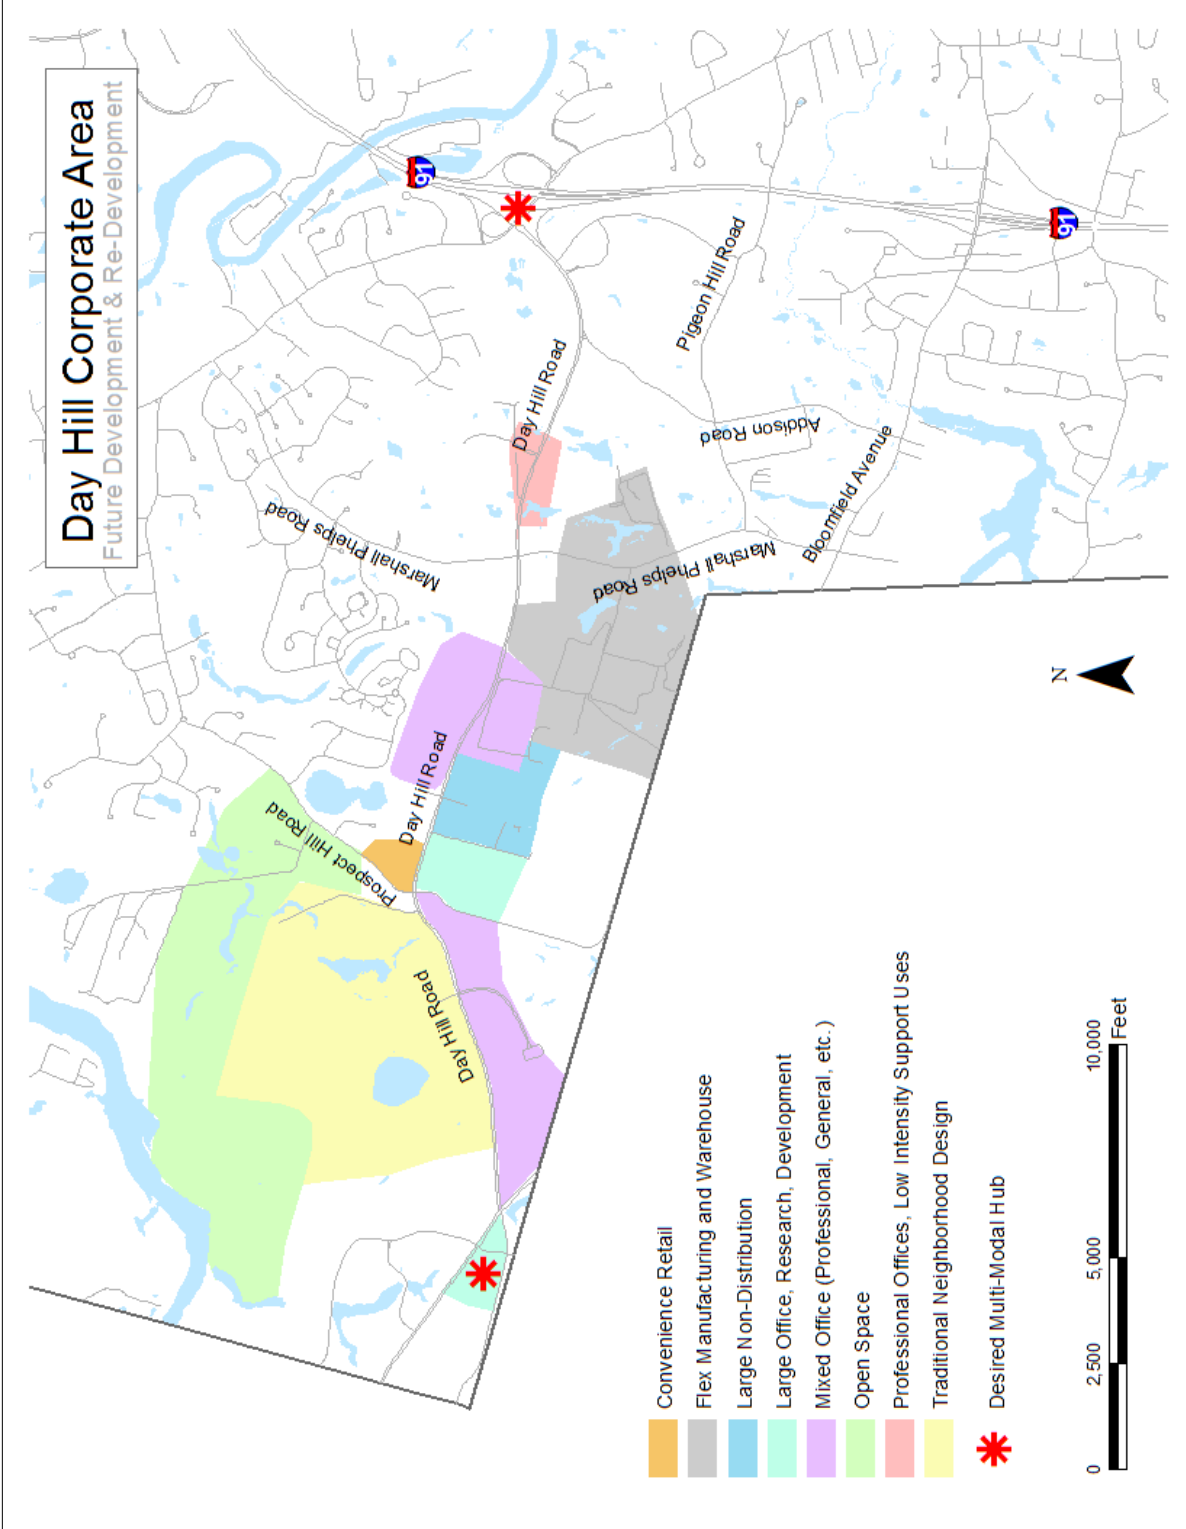 Day Hill Corporate Area
Future Development & Re-Development
91
91
Marshall Phelps Road
Day Hill Road
Pigeon Hill Road
Addison Road
Bloomfield Avenue
Marshall Phelps Road
Prospect Hill Road
Day Hill Road
Day Hill Road
N
Convenience Retail
Flex Manufacturing and Warehouse
Large Non-Distribution
Large Office, Research, Development
Mixed Office (Professional, General, etc.)
Open Space
Professional Offices, Low Intensity Support Uses
Traditional Neighborhood Design
Desired Multi-Modal Hub
0 2,500 5,000 10,000
Feet